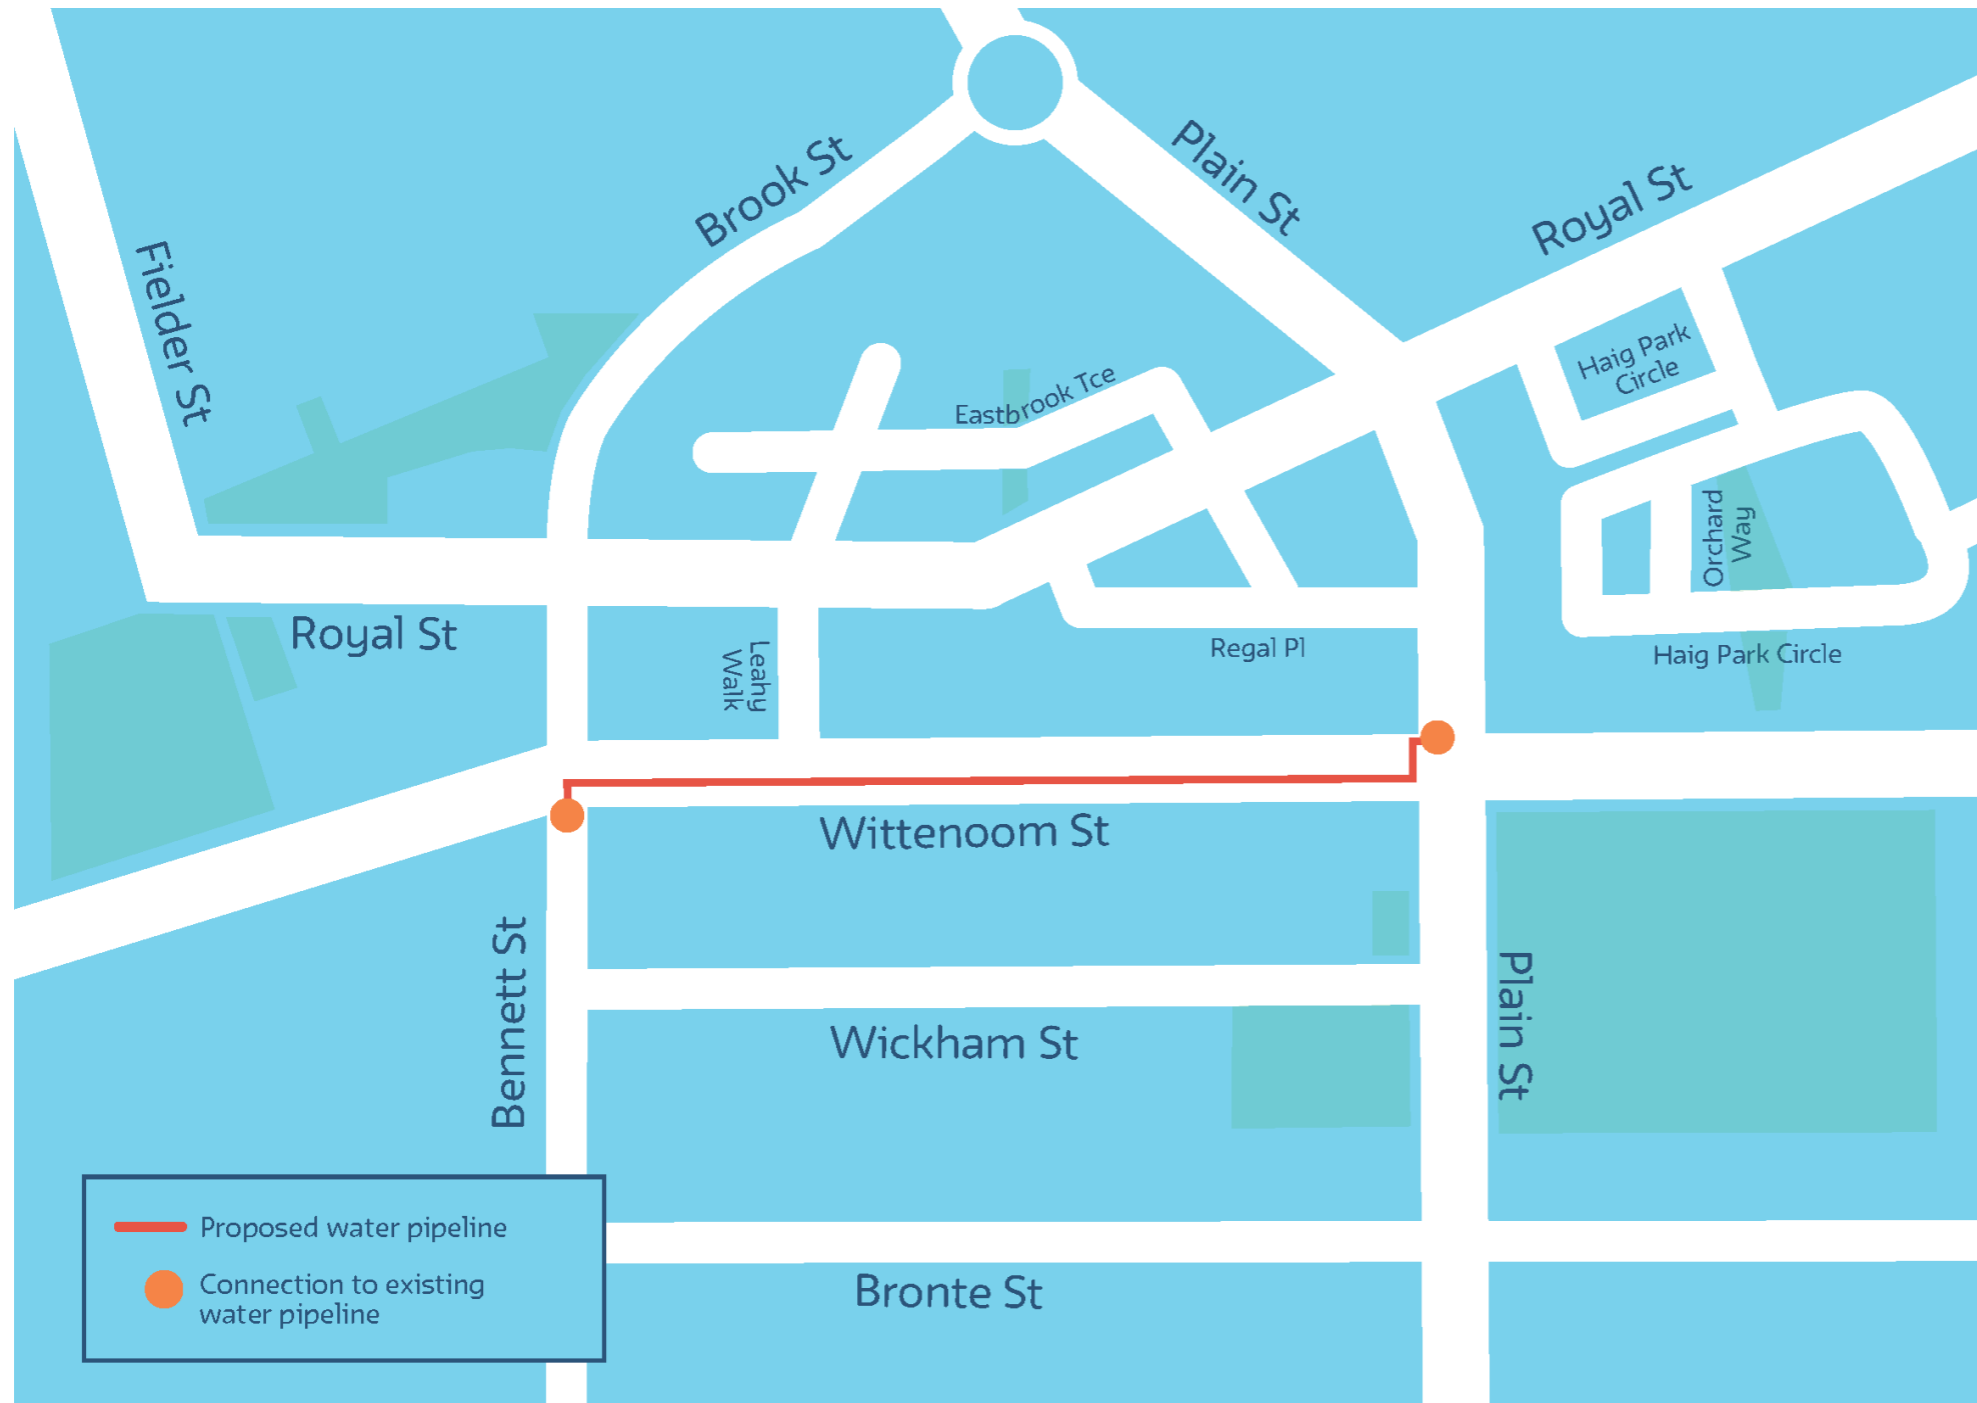 Brook St
Plain St
Royal St
Fielder St
Haig Park
Circle
Eastbrook Tce
Orchard
Way
Royal St
Leahy
Walk
Regal Pl
Haig Park Circle
Wittenoom St
Bennett St
Plain St
Wickham St
Proposed water pipeline
Connection to existing
water pipeline
Bronte St